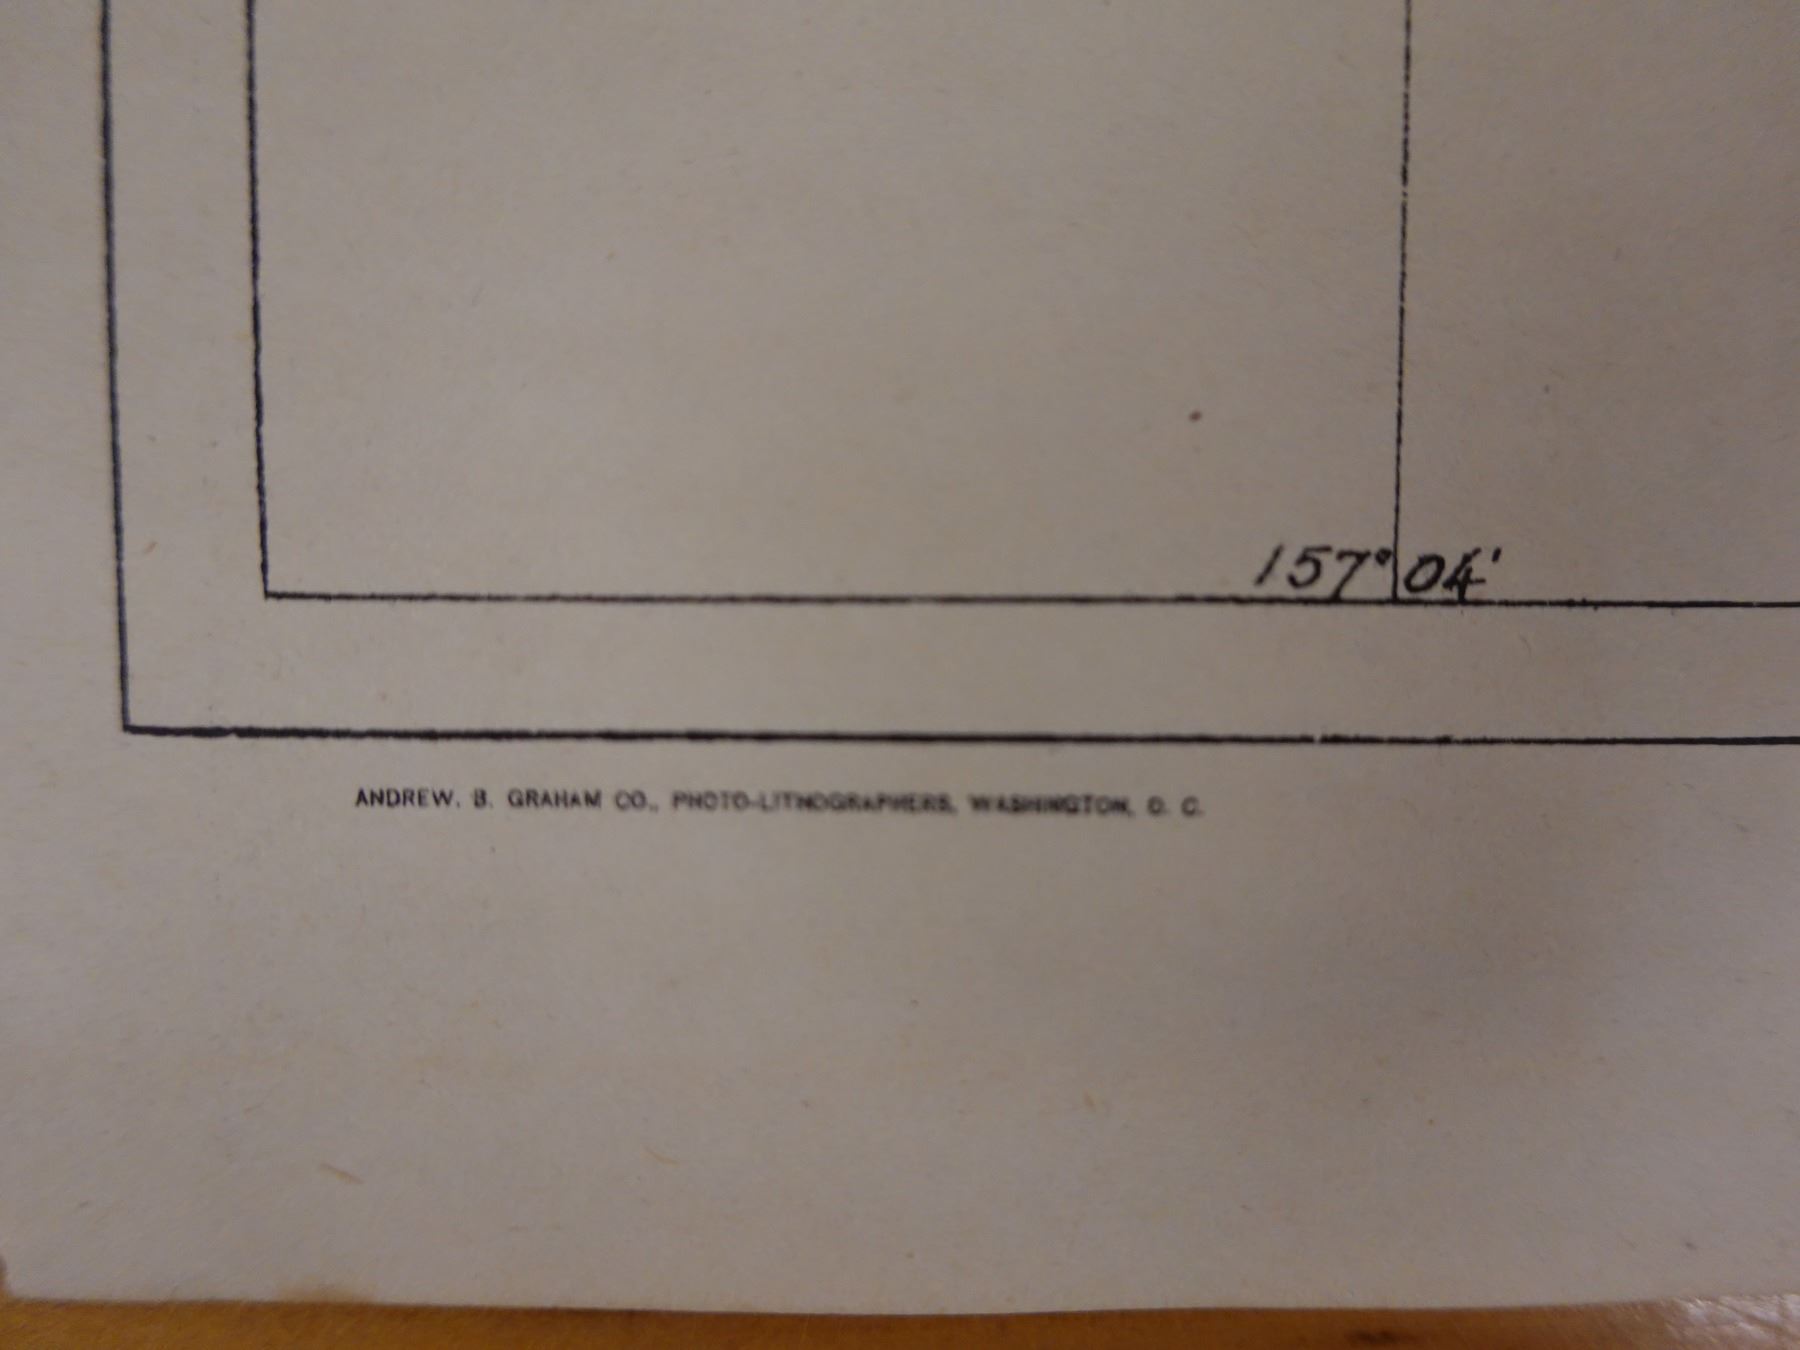 157° 04'
ANDREW. B. GRAHAM CO., PHOTO-LITHOGRAPHERS, WASHINGTON, D. C.